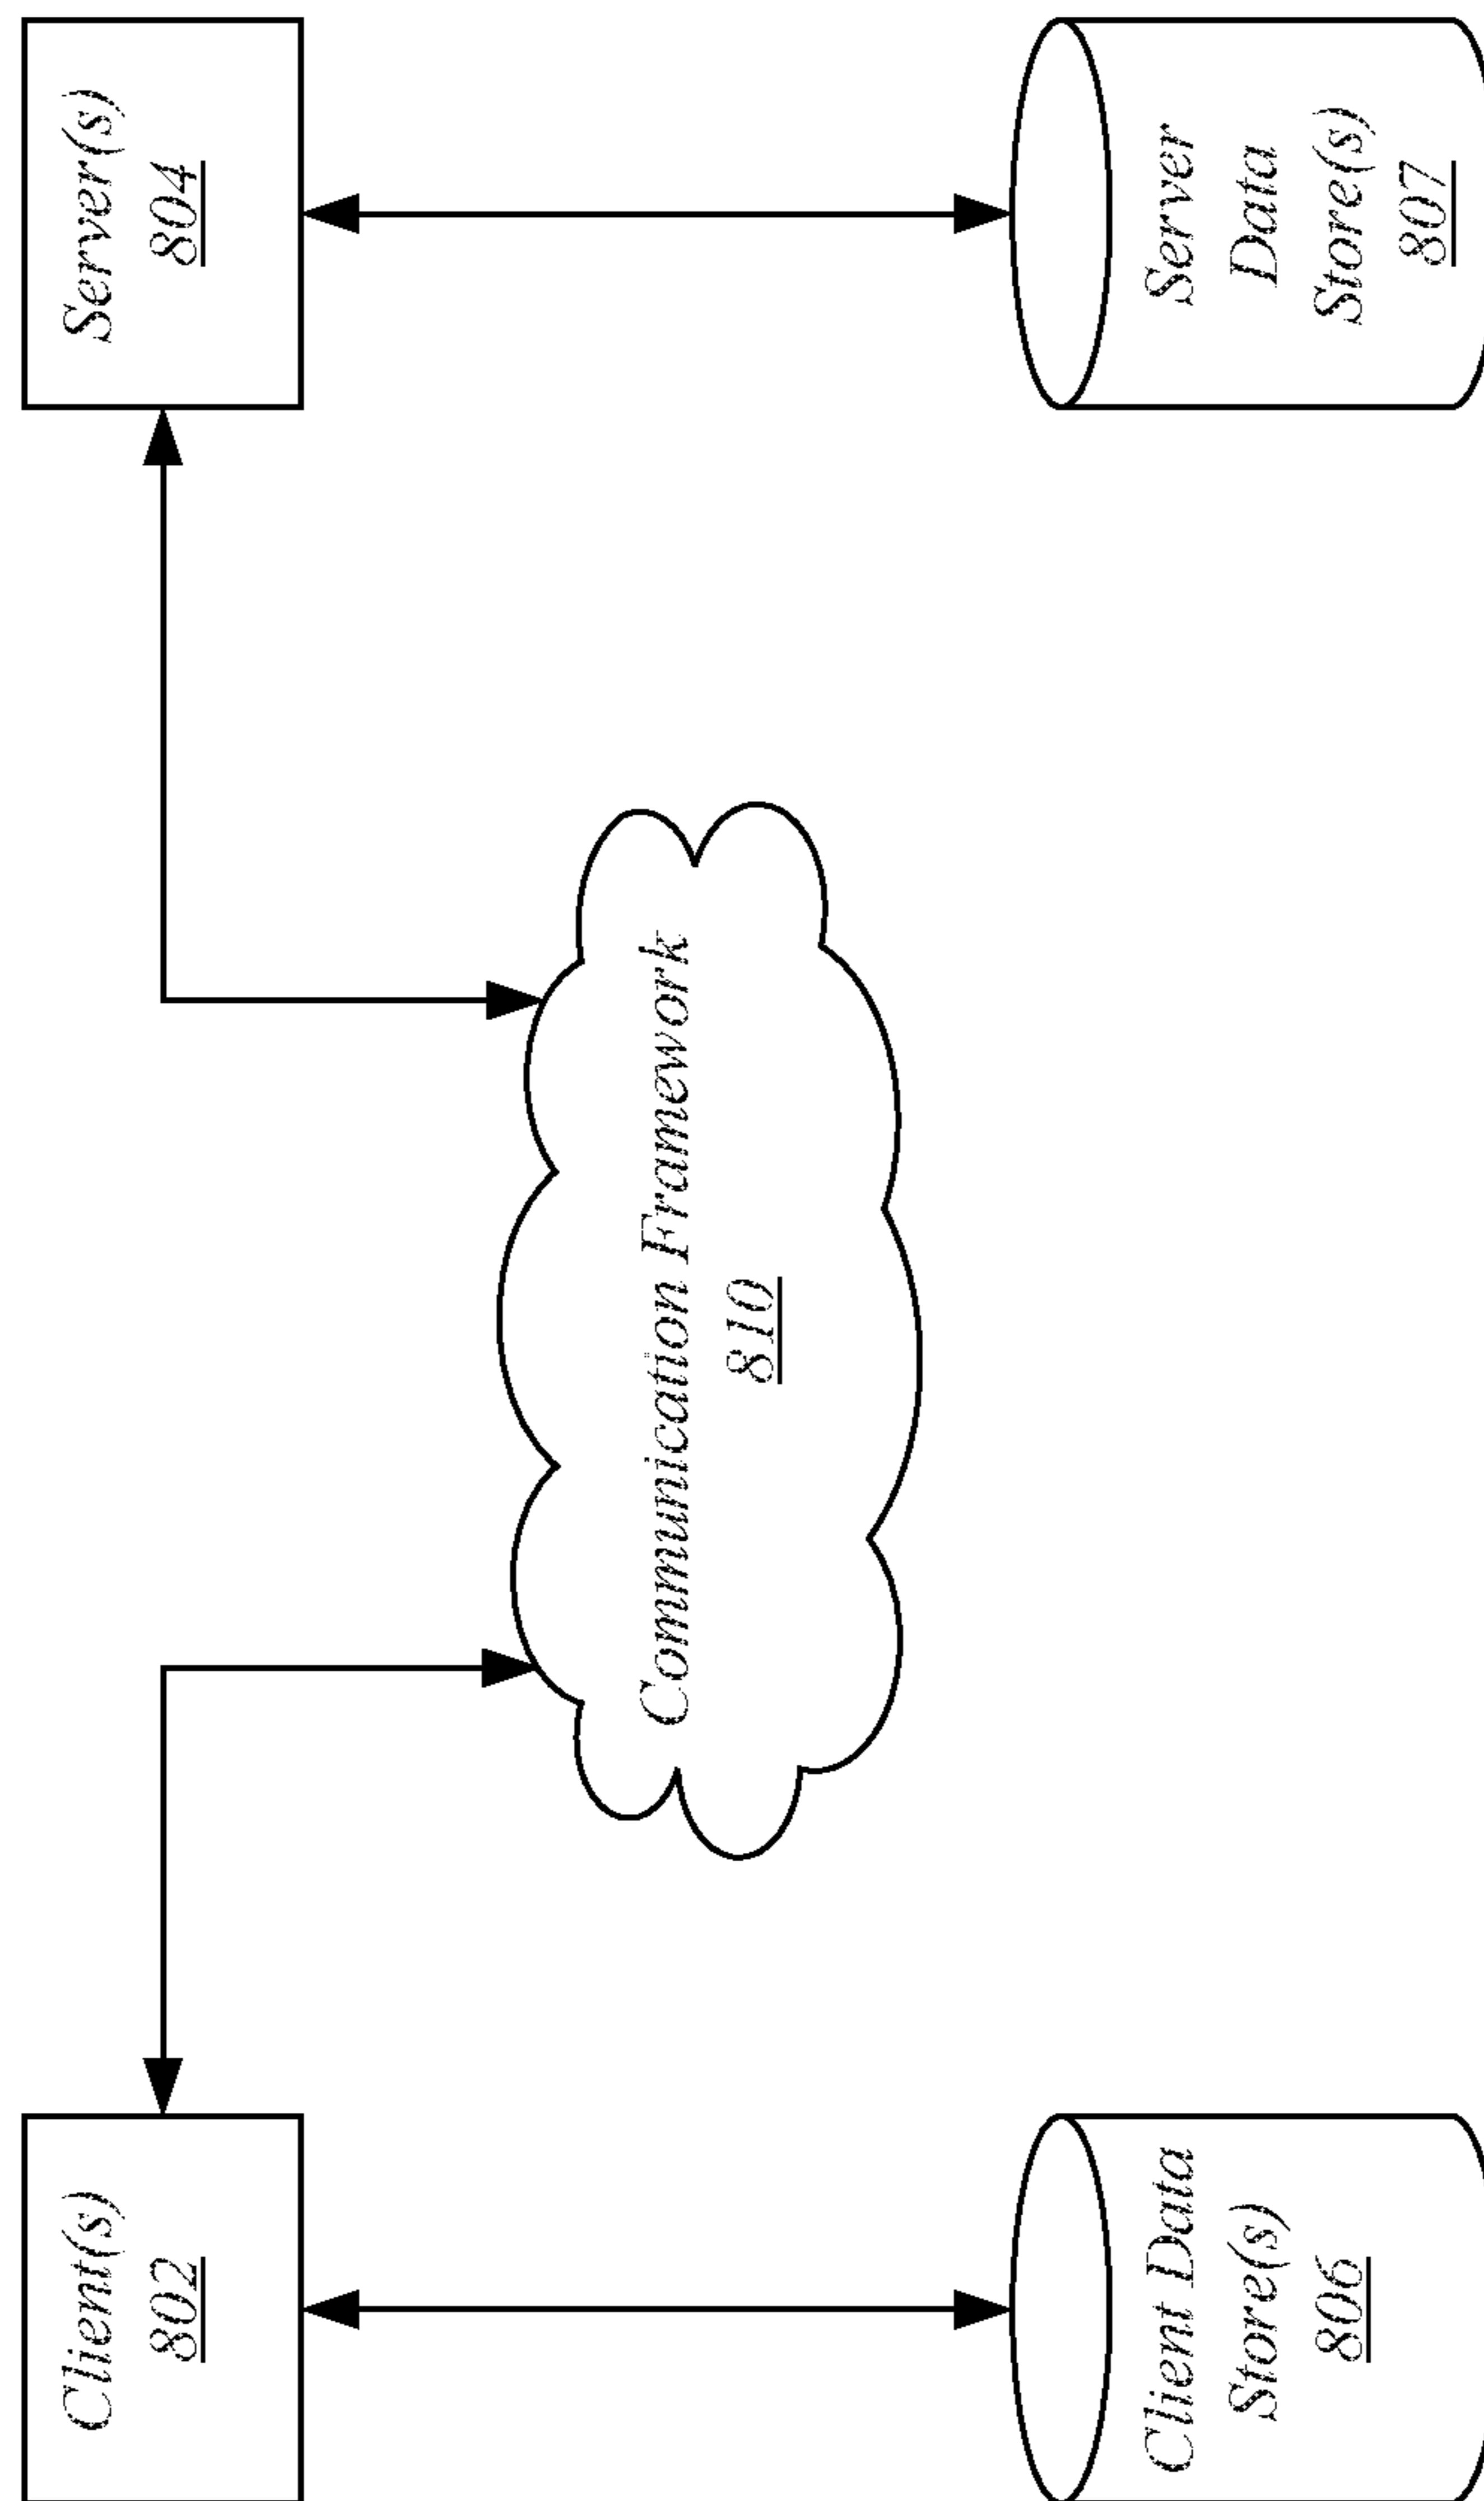 Client(s)
802
Server(s)
804
Communication Framework
810
Client Data
Store(s)
806
Server
Data
Store(s)
807